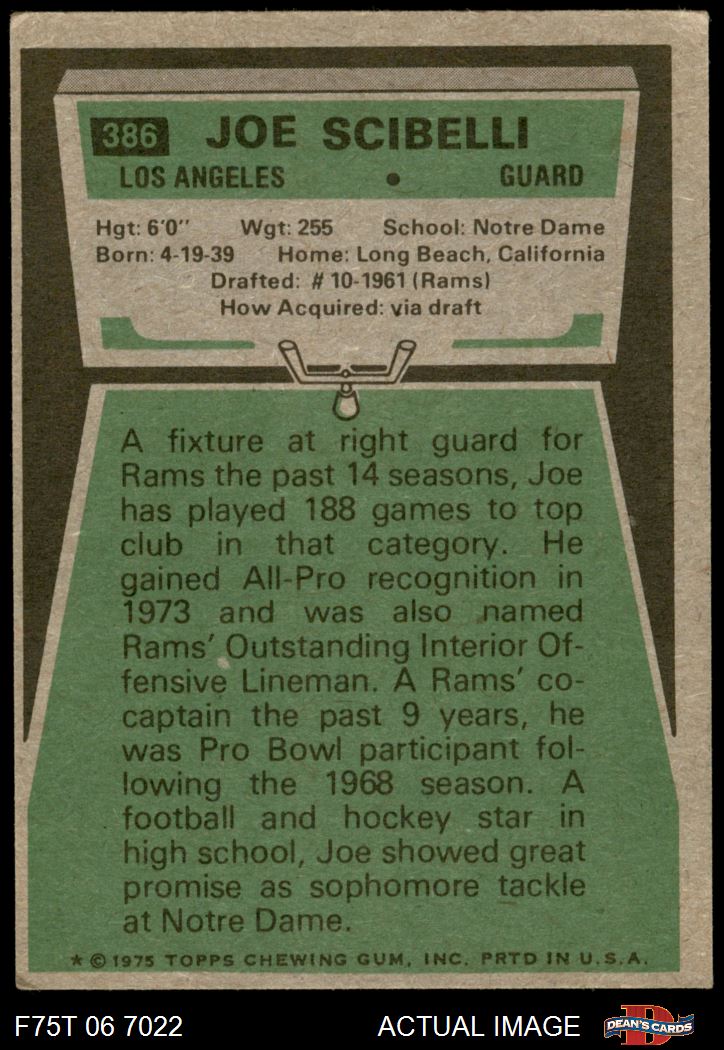 386 JOE SCIBELLI
LOS ANGELES • GUARD
Hgt: 6'0" Wgt: 255 School: Notre Dame
Born: 4-19-39 Home: Long Beach, California
Drafted: # 10-1961 (Rams)
How Acquired: via draft
A fixture at right guard for
Rams the past 14 seasons, Joe
has played 188 games to top
club in that category. He
gained All-Pro recognition in
1973 and was also named
Rams' Outstanding Interior Of-
fensive Lineman. A Rams' co-
captain the past 9 years, he
was Pro Bowl participant fol-
lowing the 1968 season. A
football and hockey star in
high school, Joe showed great
promise as sophomore tackle
at Notre Dame.
* © 1975 TOPPS CHEWING GUM, INC. PRTD IN U.S.A.
F75T 06 7022 ACTUAL IMAGE D DEAN'S CARDS